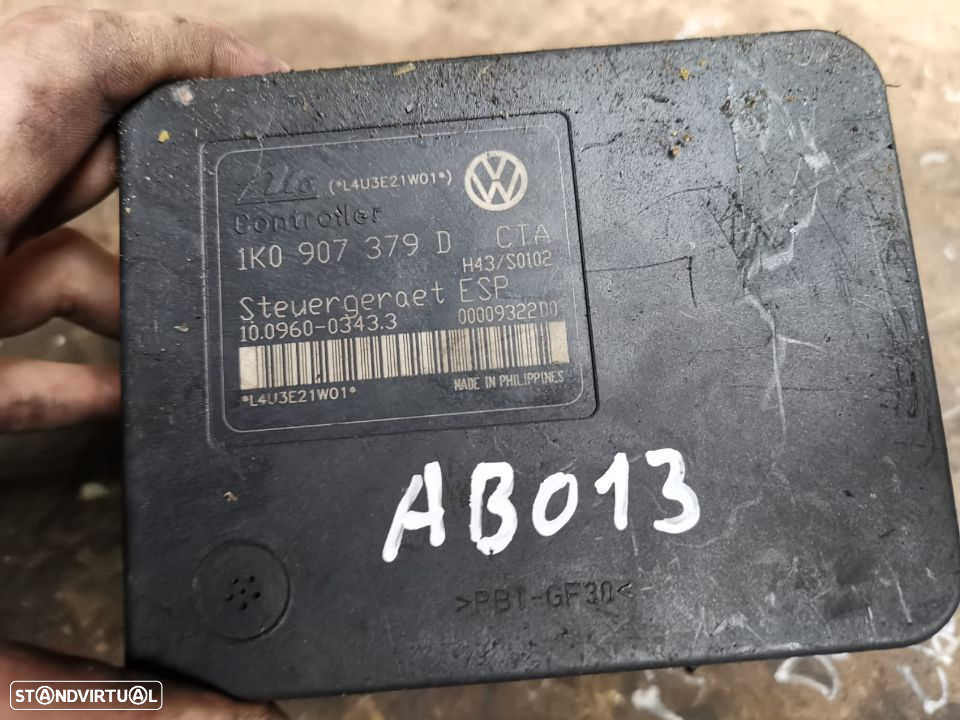 Ate (*L4U3E21W01*)
Controller
1K0 907 379 D CIA
H43/S0102
Steuergeraet ESP
10.0960-0343.3 00009322D0
*L4U3E21W01* MADE IN PHILIPPINES
AB013
>PBT-GF30<
STANDVIRTUAL